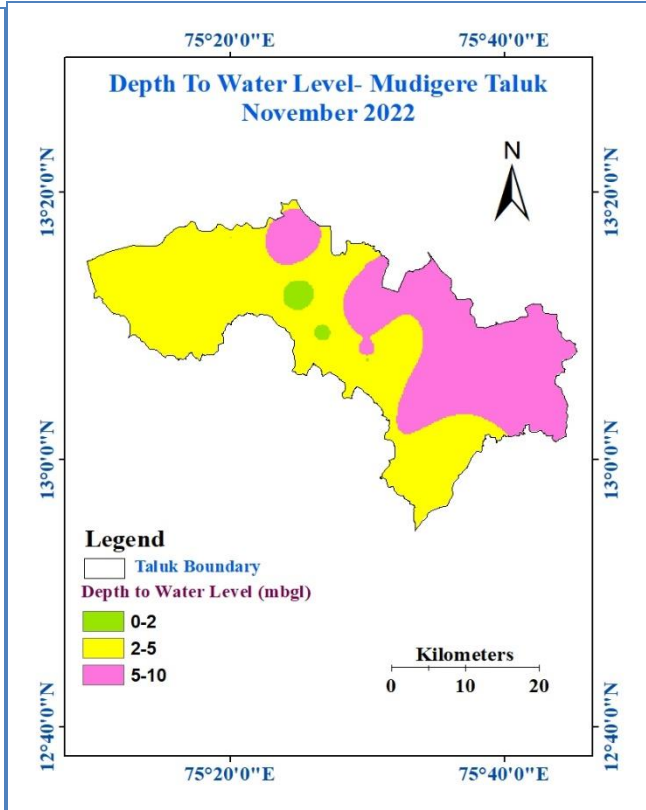 75°20'0"E 75°40'0"E
Depth To Water Level- Mudigere Taluk
November 2022
N
13°20'0"N 13°20'0"N
13°0'0"N 13°0'0"N
Legend
Taluk Boundary
Depth to Water Level (mbgl)
0-2
2-5
5-10
Kilometers
0 10 20
12°40'0"N 12°40'0"N
75°20'0"E 75°40'0"E